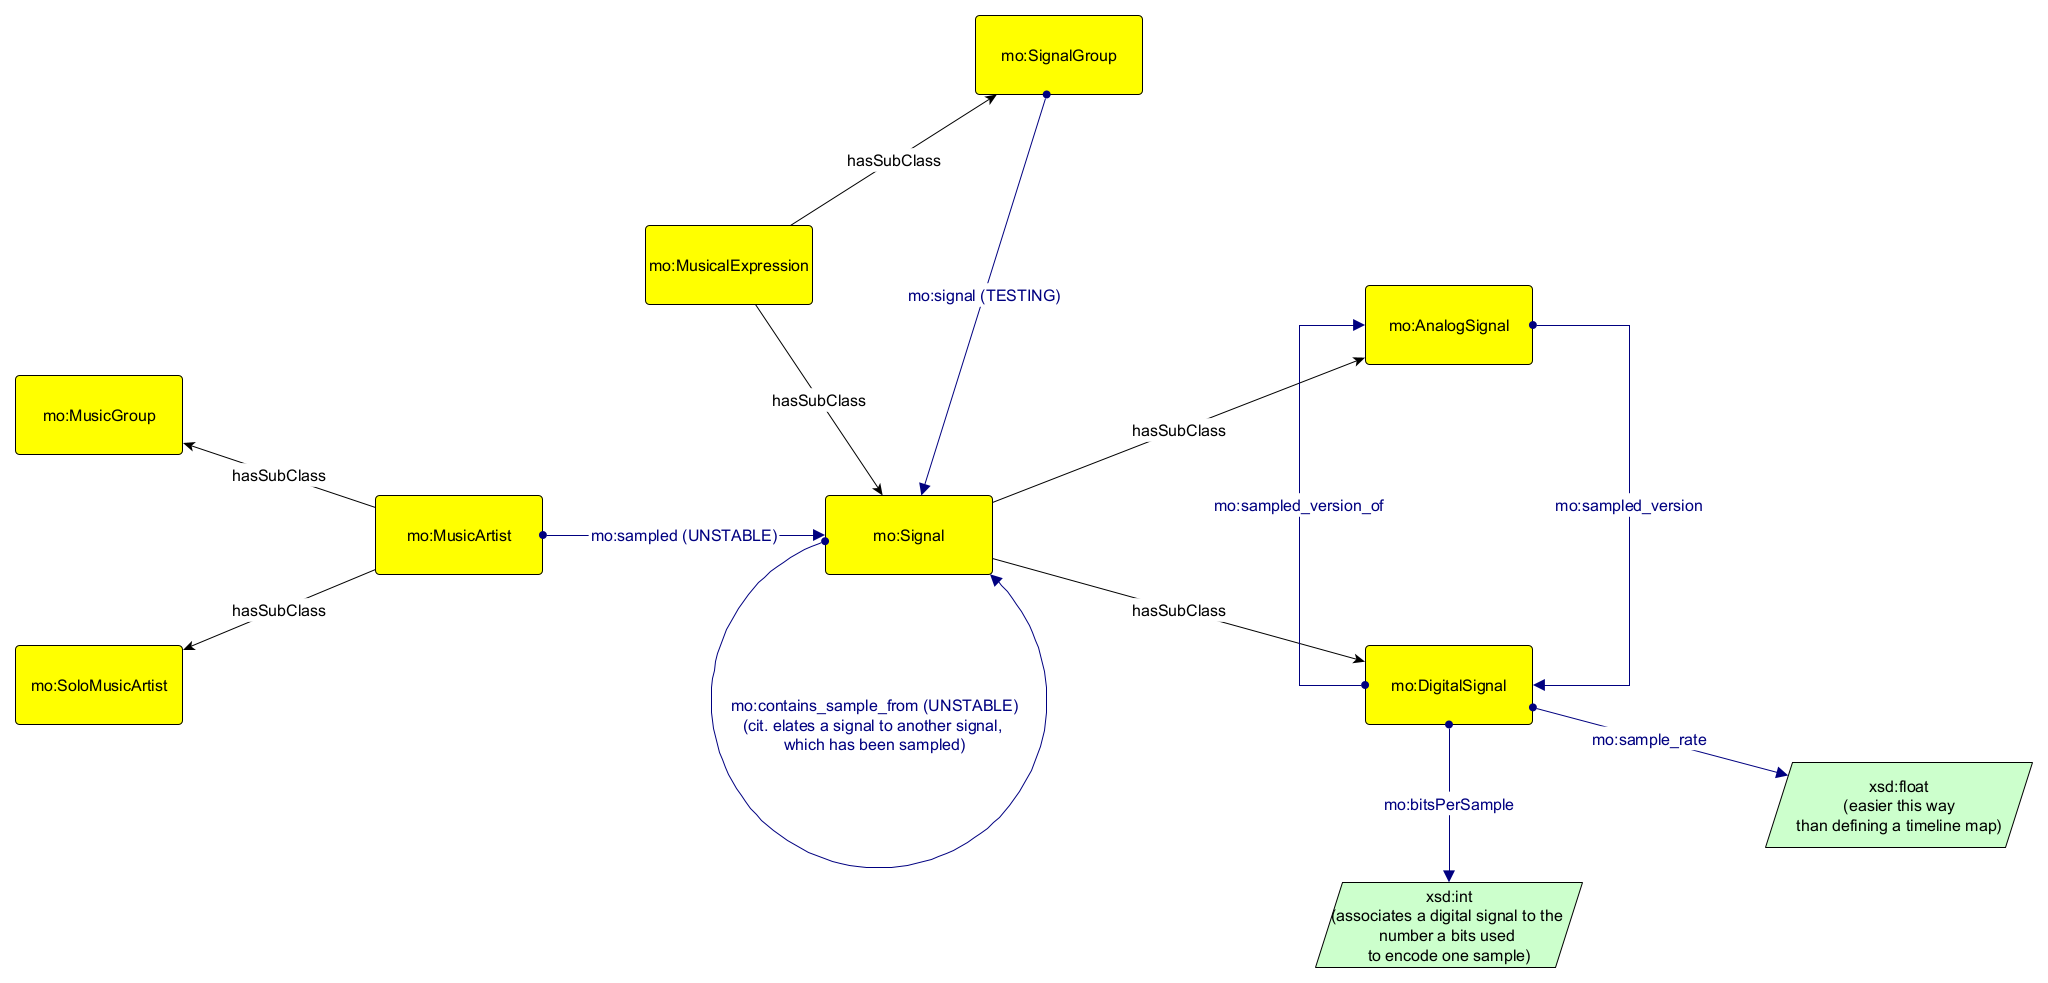 mo:SignalGroup
hasSubClass
mo:MusicalExpression
mo:signal (TESTING)
mo:AnalogSignal
hasSubClass
mo:MusicGroup
hasSubClass
hasSubClass
mo:sampled_version_of
mo:sampled_version
mo:MusicArtist
mo:sampled (UNSTABLE)
mo:Signal
hasSubClass
hasSubClass
mo:SoloMusicArtist
mo:DigitalSignal
mo:contains_sample_from (UNSTABLE)
(cit. elates a signal to another signal,
which has been sampled)
mo:sample_rate
mo:bitsPerSample
xsd:float
(easier this way
than defining a timeline map)
xsd:int
(associates a digital signal to the
number a bits used
to encode one sample)